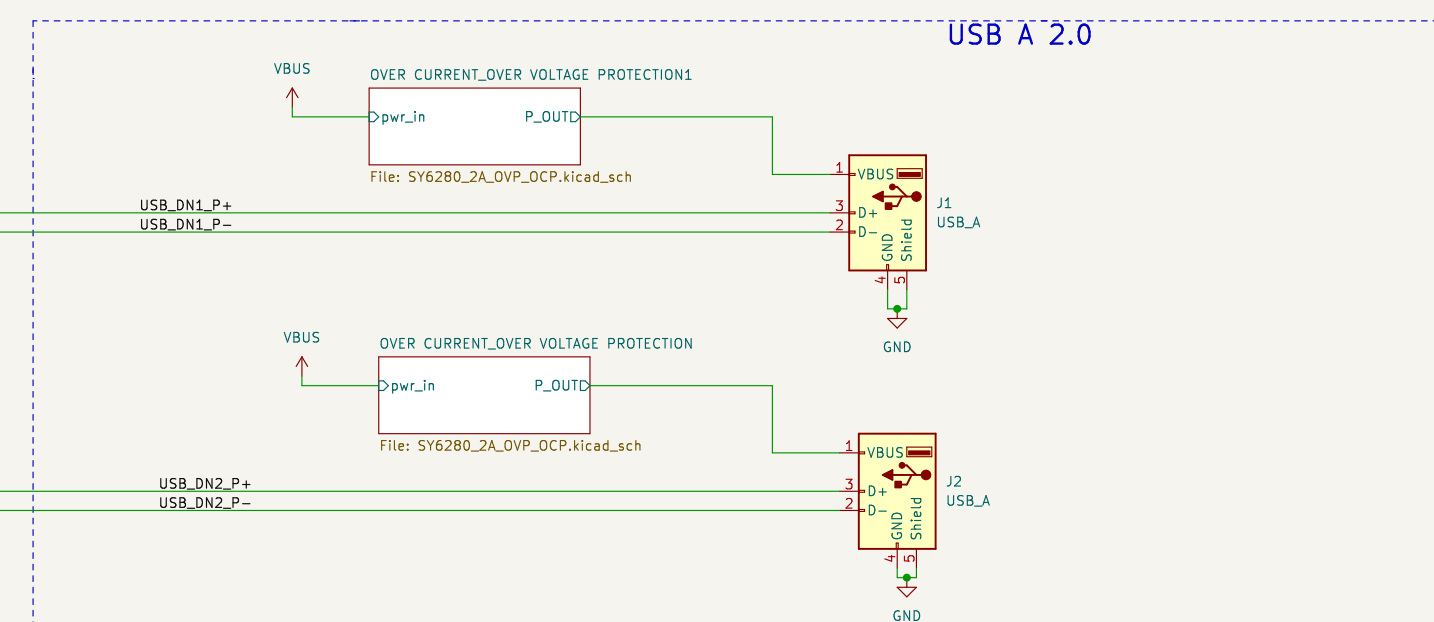 USB A 2.0
VBUS
OVER CURRENT_OVER VOLTAGE PROTECTION1
pwr_in
P_OUT
File: SY6280_2A_OVP_OCP.kicad_sch
1
VBUS
USB_DN1_P+
3
D+
USB_DN1_P-
2
D-
J1
USB_A
GND
Shield
4
5
GND
VBUS
OVER CURRENT_OVER VOLTAGE PROTECTION
pwr_in
P_OUT
File: SY6280_2A_OVP_OCP.kicad_sch
1
VBUS
USB_DN2_P+
3
D+
USB_DN2_P-
2
D-
J2
USB_A
GND
Shield
4
5
GND